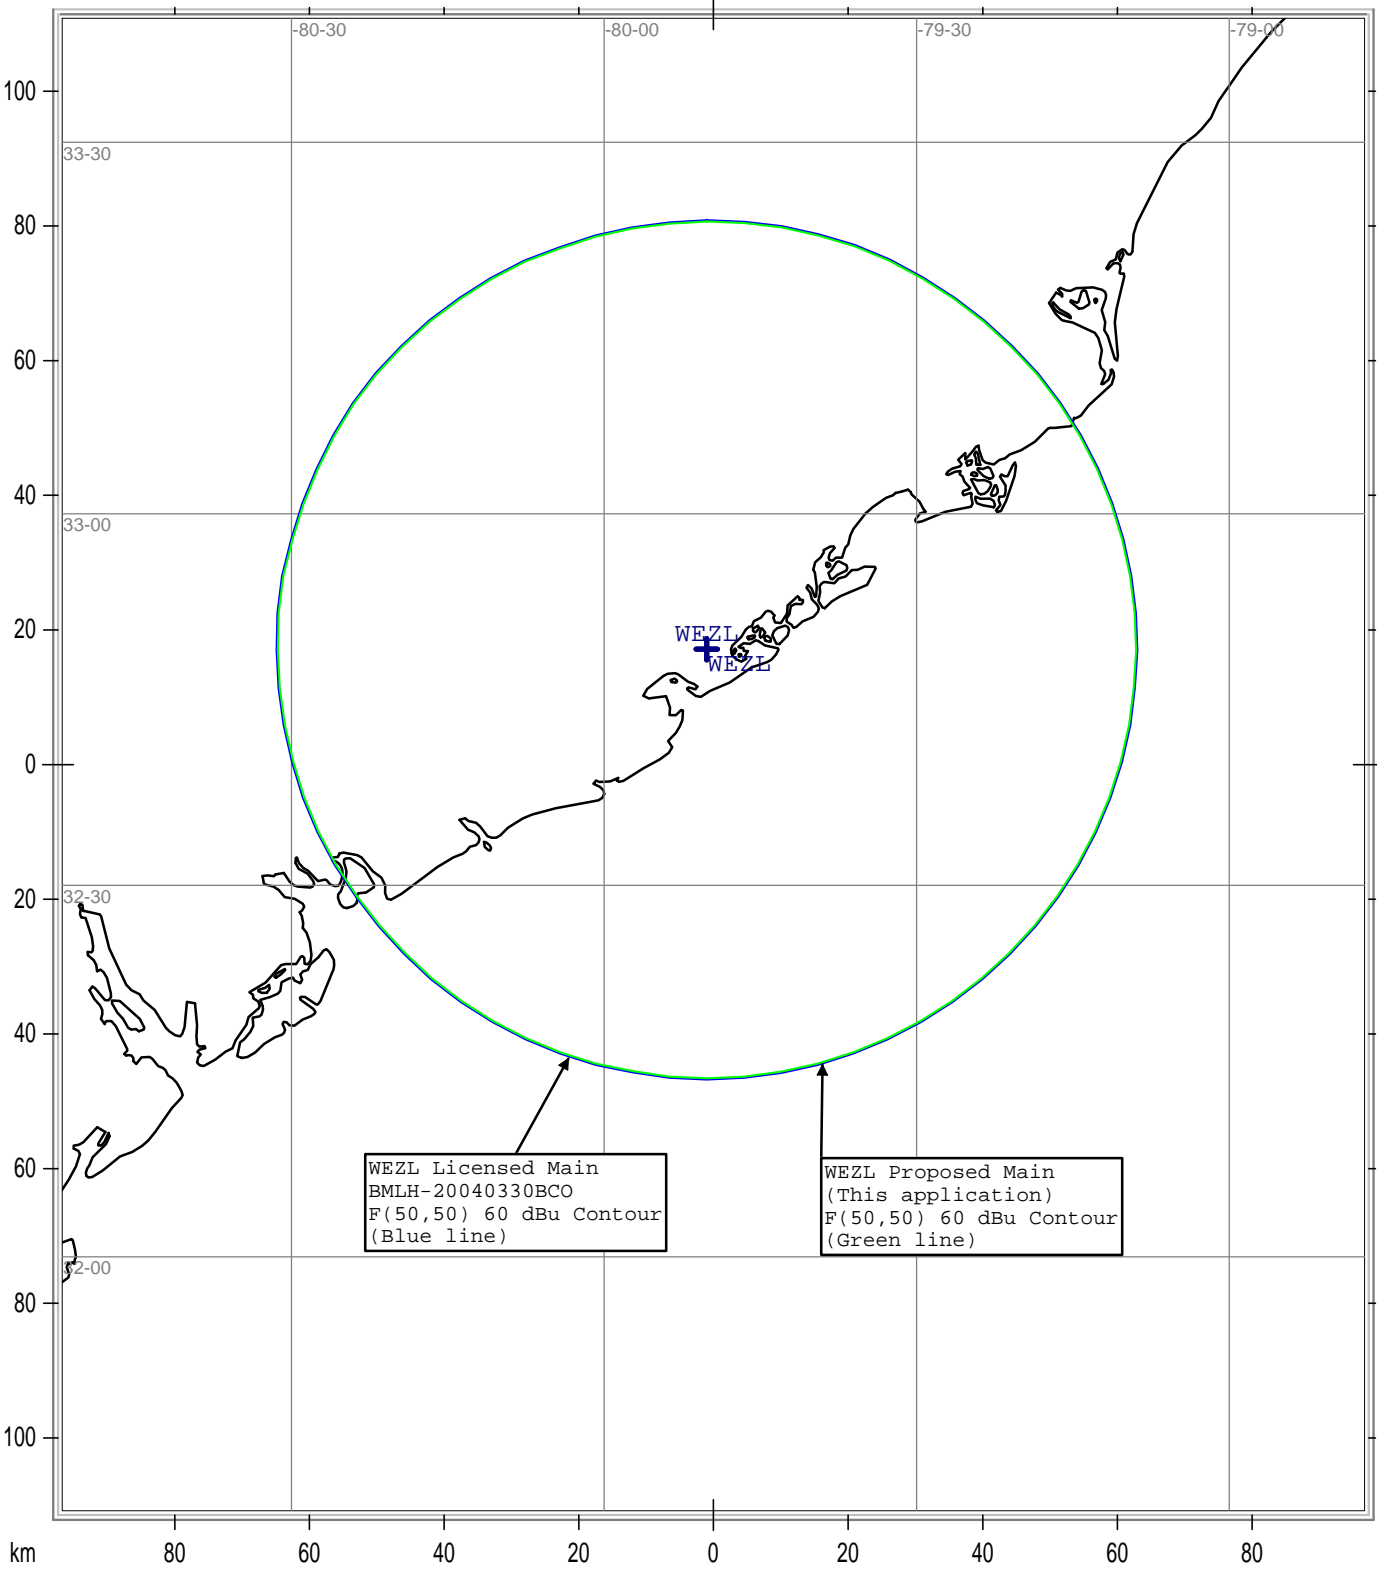 -80-30 -80-00 -79-30 -79-00
100
33-30
80
60
40
33-00
20
WEZL
WEZL
0
32-30
20
40
60
WEZL Licensed Main
BMLH-20040330BCO
F(50,50) 60 dBu Contour
(Blue line)
WEZL Proposed Main
(This application)
F(50,50) 60 dBu Contour
(Green line)
32-00
80
100
km 80 60 40 20 0 20 40 60 80